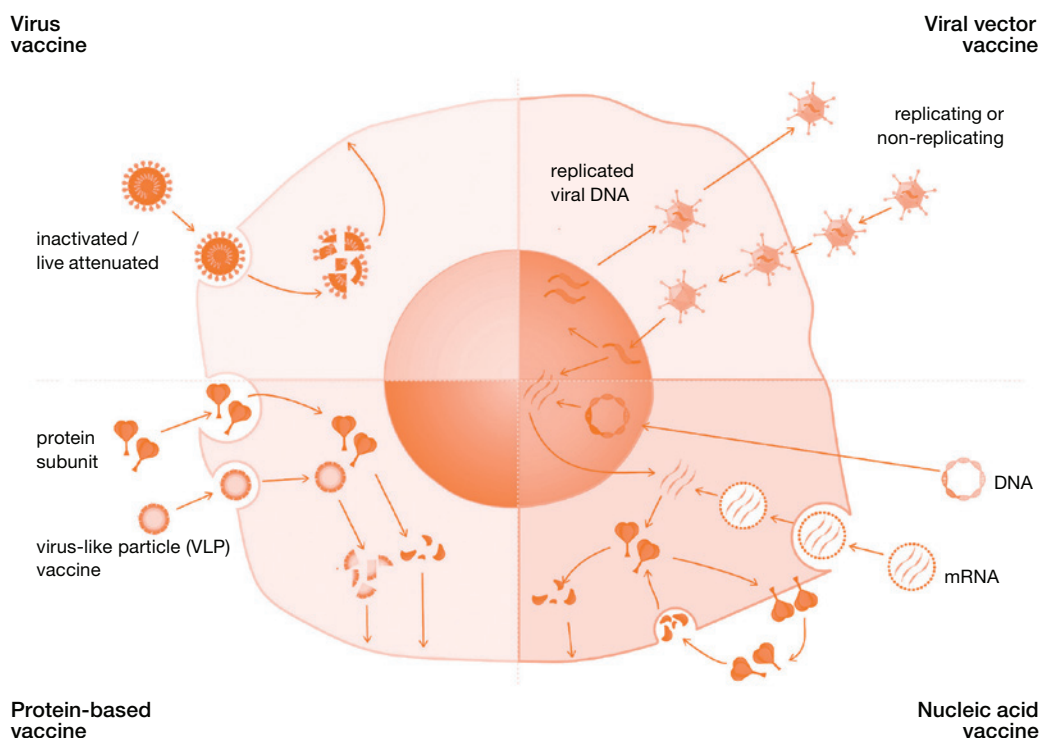 Virus
vaccine
Viral vector
vaccine
replicating or
non-replicating
replicated
viral DNA
inactivated /
live attenuated
protein
subunit
virus-like particle (VLP)
vaccine
DNA
mRNA
Protein-based
vaccine
Nucleic acid
vaccine